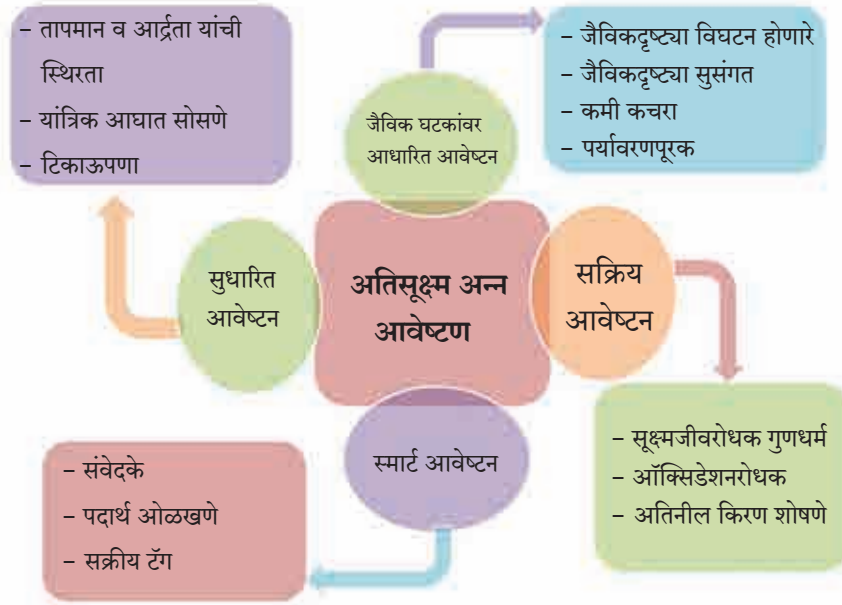 – तापमान व आर्द्रता यांची
स्थिरता
– यांत्रिक आघात सोसणे
– टिकाऊपणा
जैविक घटकांवर
आधारित आवेष्टन
– जैविकदृष्ट्या विघटन होणारे
– जैविकदृष्ट्या सुसंगत
– कमी कचरा
– पर्यावरणपूरक
सुधारित
आवेष्टन
अतिसूक्ष्म अन्न
आवेष्टण
सक्रिय
आवेष्टन
– संवेदके
– पदार्थ ओळखणे
– सक्रीय टॅग
स्मार्ट आवेष्टन
– सूक्ष्मजीवरोधक गुणधर्म
– ऑक्सिडेशनरोधक
– अतिनील किरण शोषणे